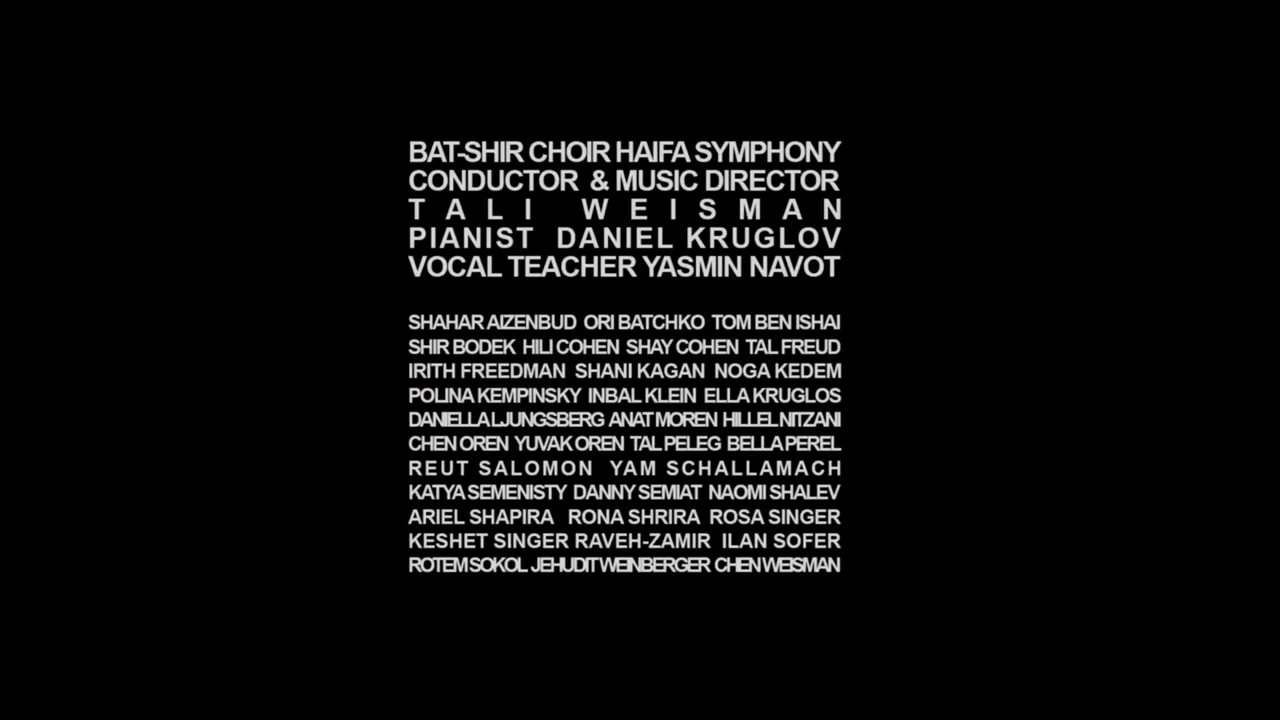 BAT-SHIR CHOIR HAIFA SYMPHONY
CONDUCTOR & MUSIC DIRECTOR
TALI WEISMAN
PIANIST DANIEL KRUGLOV
VOCAL TEACHER YASMIN NAVOT
SHAHAR AIZENBUD ORI BATCHKO TOM BEN ISHAI
SHIR BODEK HILI COHEN SHAY COHEN TAL FREUD
IRITH FREEDMAN SHANI KAGAN NOGA KEDEM
POLINA KEMPINSKY INBAL KLEIN ELLA KRUGLOS
DANIELLA LJUNGSBERG ANAT MOREN HILLEL NITZANI
CHEN OREN YUVAK OREN TAL PELEG BELLA PEREL
REUT SALOMON YAM SCHALLAMACH
KATYA SEMENISTY DANNY SEMIAT NAOMI SHALEV
ARIEL SHAPIRA RONA SHRIRA ROSA SINGER
KESHET SINGER RAVEH-ZAMIR ILAN SOFER
ROTEM SOKOL JEHUDIT WEINBERGER CHEN WEISMAN